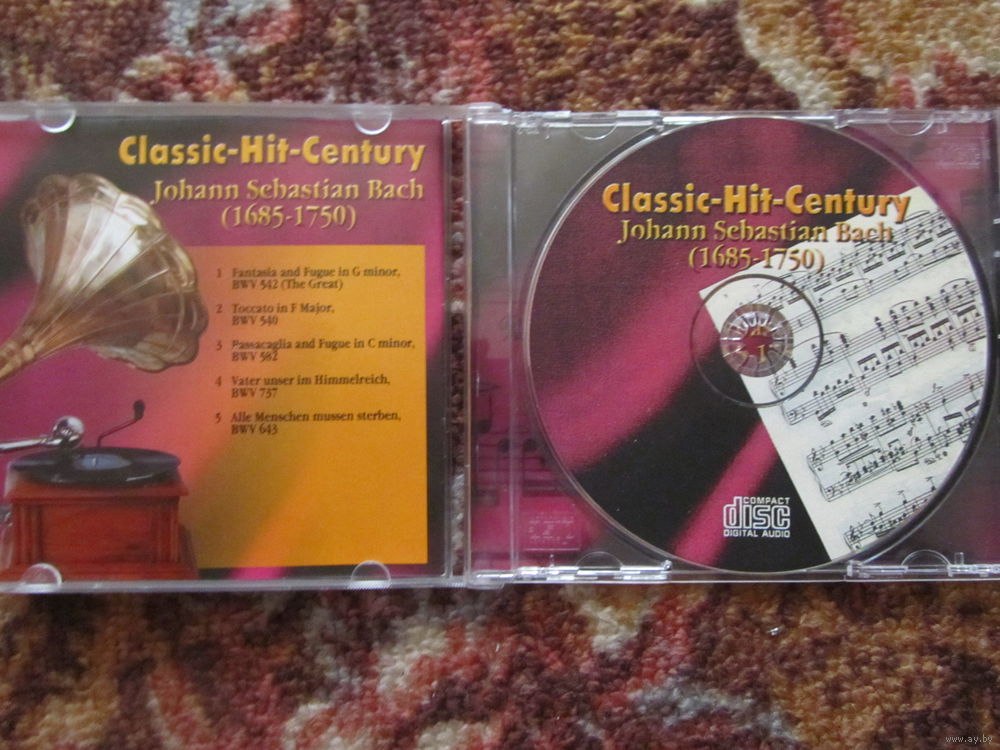 Classic-Hit-Century
Johann Sebastian Bach
(1685-1750)
1 Fantasia and Fugue in G minor,
BWV 542 (The Great)
2 Toccato in F Major,
BWV 540
3 Passacaglia and Fugue in C minor,
BWV 582
4 Vater unser im Himmelreich,
BWV 737
5 Alle Menschen mussen sterben,
BWV 643
Classic-Hit-Century
Johann Sebastian Bach
(1685-1750)
COMPACT
disc
DIGITAL AUDIO
www.ay.by